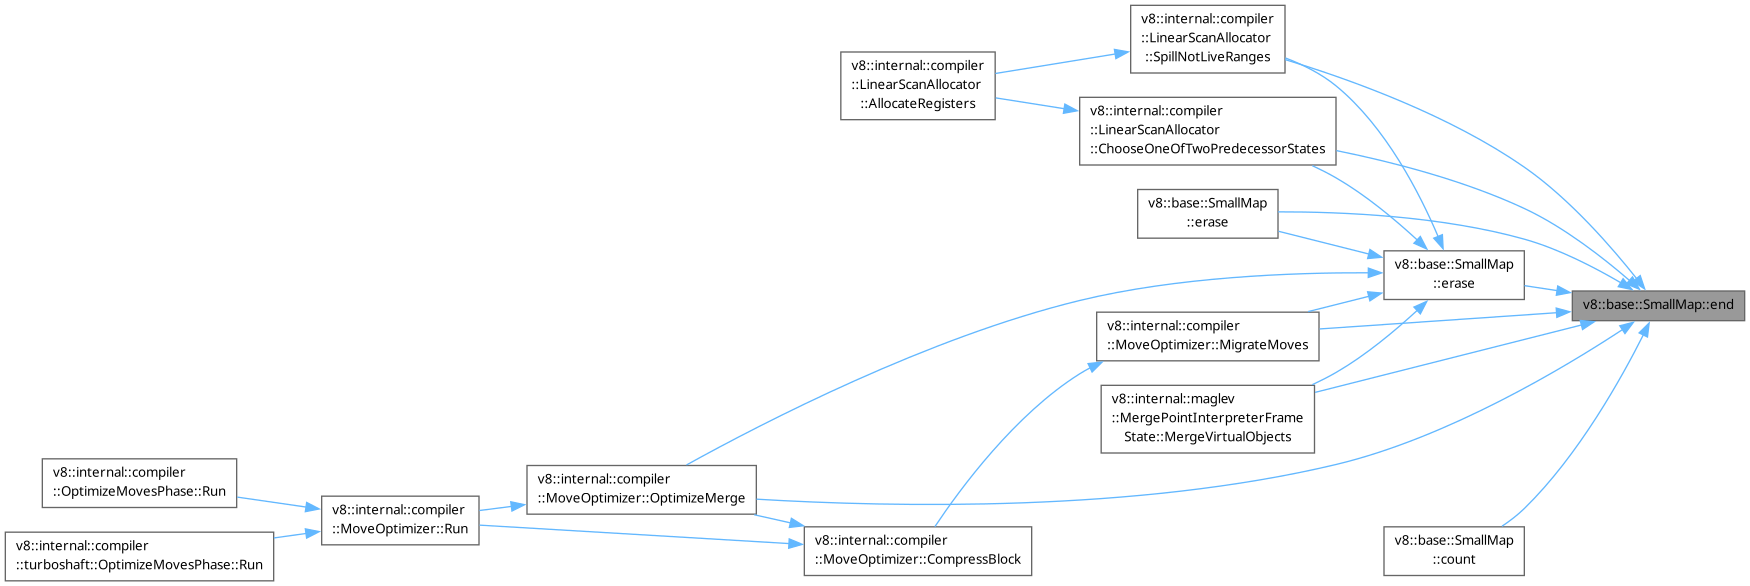 v8::internal::compiler
::LinearScanAllocator
::SpillNotLiveRanges
v8::internal::compiler
::LinearScanAllocator
::AllocateRegisters
v8::internal::compiler
::LinearScanAllocator
::ChooseOneOfTwoPredecessorStates
v8::base::SmallMap
::erase
v8::base::SmallMap
::erase
v8::base::SmallMap::end
v8::internal::compiler
::MoveOptimizer::MigrateMoves
v8::internal::maglev
::MergePointInterpreterFrame
State::MergeVirtualObjects
v8::internal::compiler
::OptimizeMovesPhase::Run
v8::internal::compiler
::MoveOptimizer::OptimizeMerge
v8::internal::compiler
::MoveOptimizer::Run
v8::internal::compiler
::turboshaft::OptimizeMovesPhase::Run
v8::internal::compiler
::MoveOptimizer::CompressBlock
v8::base::SmallMap
::count